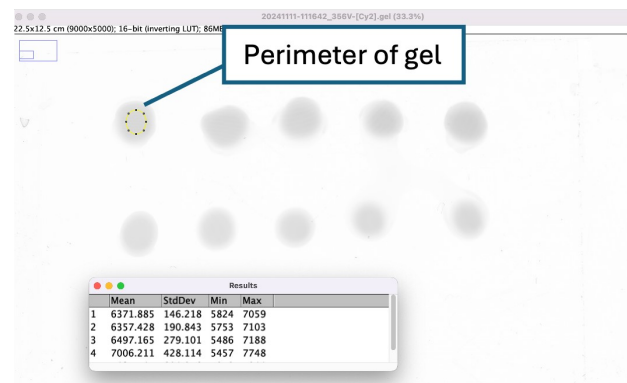 20241111-111642_356V-[Cy2].gel (33.3%)
22.5x12.5 cm (9000x5000); 16-bit (inverting LUT); 86MB
Perimeter of gel
Results
Mean StdDev Min Max
1 6371.885 146.218 5824 7059
2 6357.428 190.843 5753 7103
3 6497.165 279.101 5486 7188
4 7006.211 428.114 5457 7748